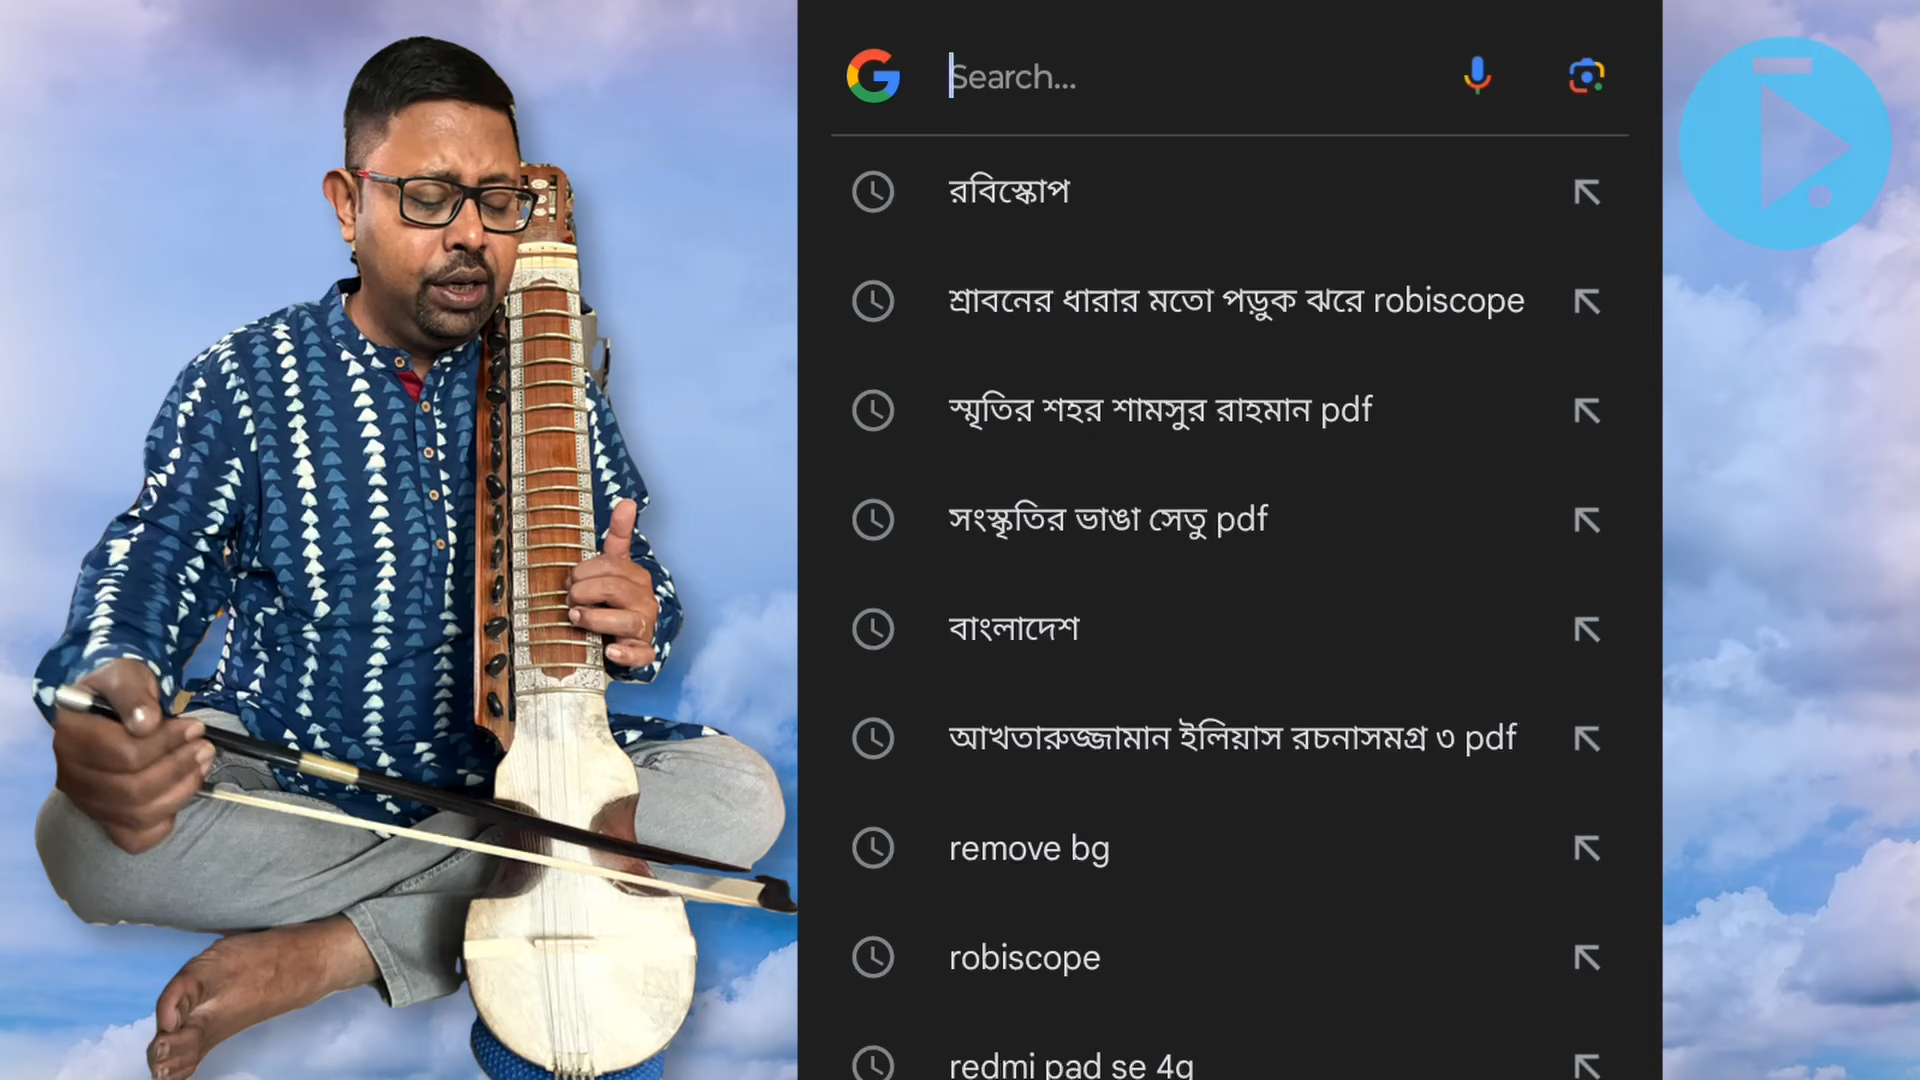 Search...
রবিস্কোপ
শ্রাবনের ধারার মতো পড়ুক ঝরে robiscope
স্মৃতির শহর শামসুর রাহমান pdf
সংস্কৃতির ভাঙা সেতু pdf
বাংলাদেশ
আখতারুজ্জামান ইলিয়াস রচনাসমগ্র ৩ pdf
remove bg
robiscope
redmi pad se 4g